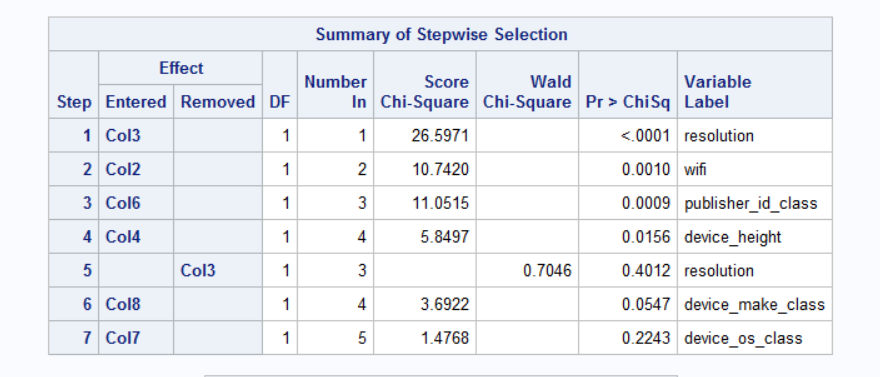 Summary of Stepwise Selection
Step Effect DF Number In Score Chi-Square Wald Chi-Square Pr > ChiSq Variable Label
Entered Removed
1 Col3 1 1 26.5971 <.0001 resolution
2 Col2 1 2 10.7420 0.0010 wifi
3 Col6 1 3 11.0515 0.0009 publisher_id_class
4 Col4 1 4 5.8497 0.0156 device_height
5 Col3 1 3 0.7046 0.4012 resolution
6 Col8 1 4 3.6922 0.0547 device_make_class
7 Col7 1 5 1.4768 0.2243 device_os_class